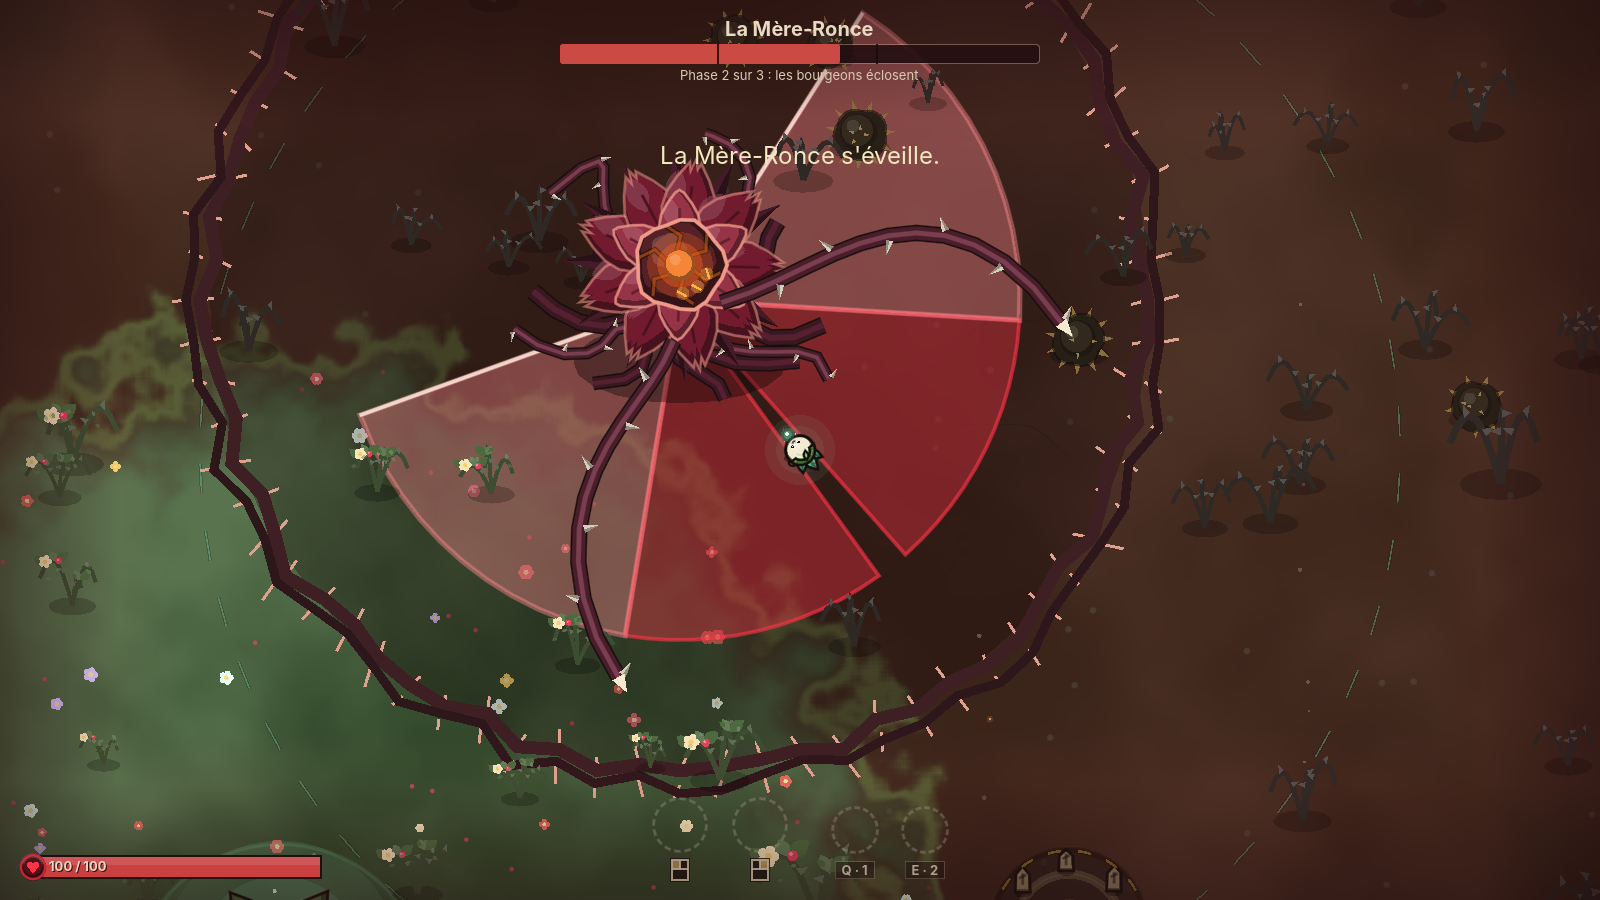 La Mère-Ronce
Phase 2 sur 3 : les bourgeons éclosent
La Mère-Ronce s'éveille.
100 / 100
Q · 1
E · 2